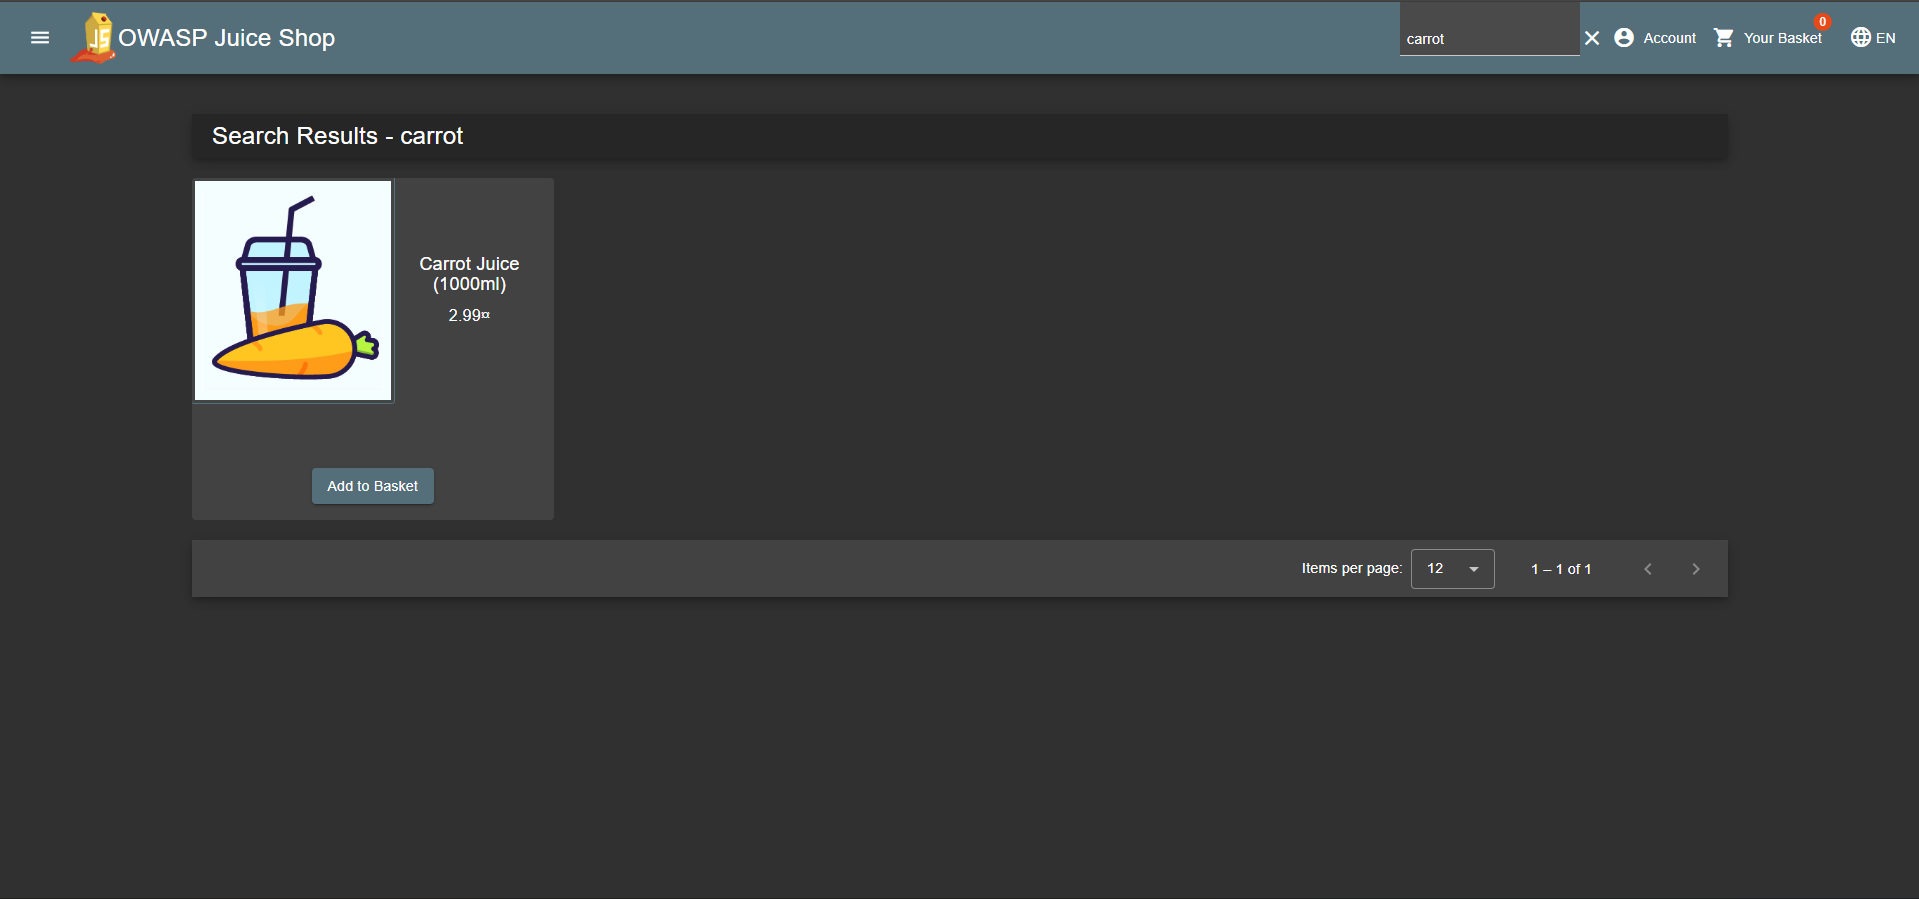 OWASP Juice Shop
carrot
Account
Your Basket
0
EN
Search Results - carrot
Carrot Juice
(1000ml)
2.99¤
Add to Basket
Items per page:
12
1 – 1 of 1